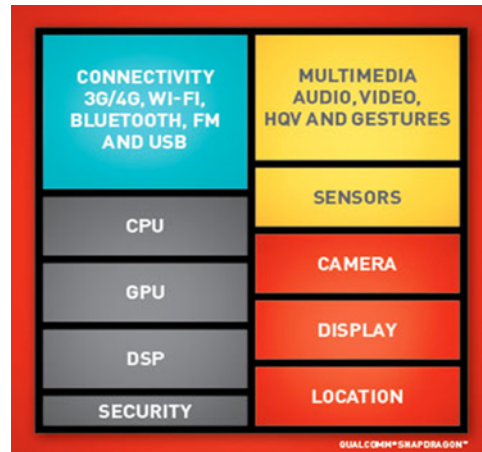 CONNECTIVITY
3G/4G, WI-FI,
BLUETOOTH, FM
AND USB
CPU
GPU
DSP
SECURITY
MULTIMEDIA
AUDIO, VIDEO,
HQV AND GESTURES
SENSORS
CAMERA
DISPLAY
LOCATION
QUALCOMM® SNAPDRAGON™